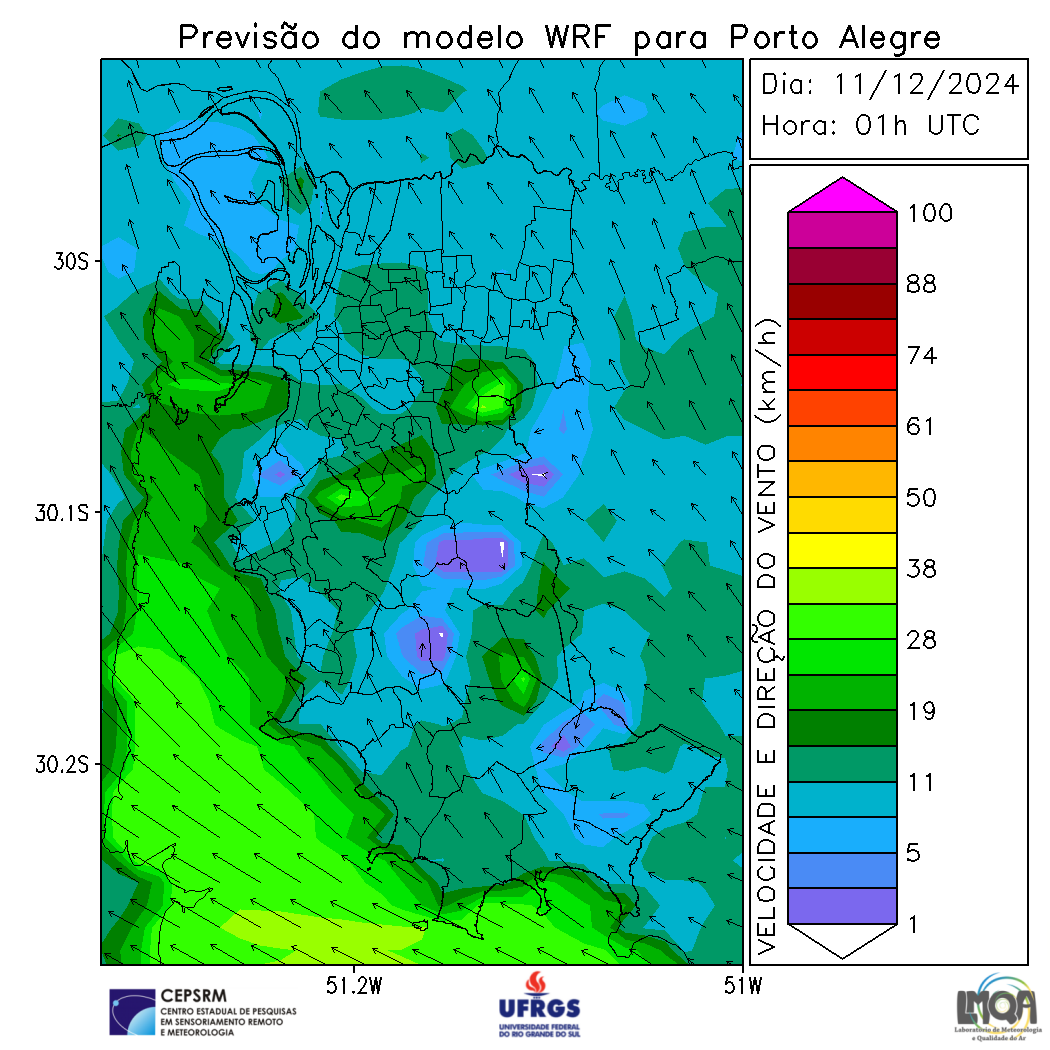 Previsão do modelo WRF para Porto Alegre
Dia: 11/12/2024
Hora: 01h UTC
30S
30.1S
30.2S
51.2W
51W
VELOCIDADE E DIREÇÃO DO VENTO (km/h)
100
88
74
61
50
38
28
19
11
5
1
CEPSRM
CENTRO ESTADUAL DE PESQUISAS
EM SENSORIAMENTO REMOTO
E METEOROLOGIA
UFRGS
UNIVERSIDADE FEDERAL
DO RIO GRANDE DO SUL
LMQA
Laboratório de Meteorologia
e Qualidade do Ar